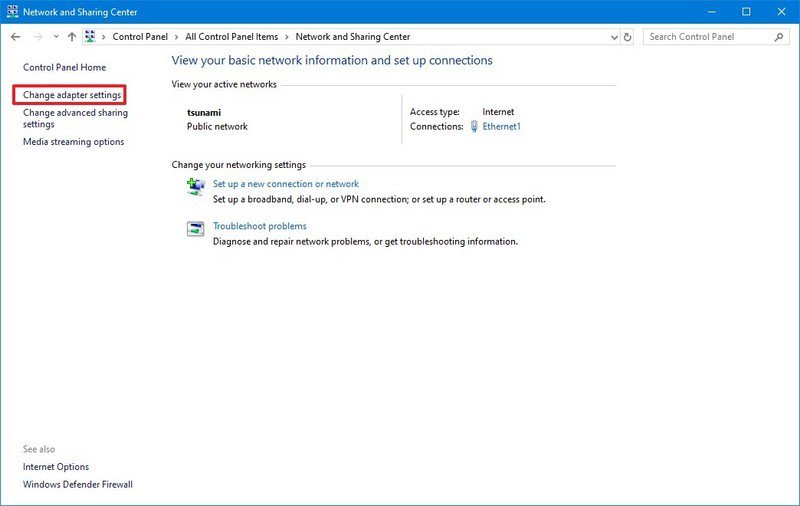 Network and Sharing Center
Control Panel > All Control Panel Items > Network and Sharing Center
Search Control Panel
Control Panel Home
Change adapter settings
Change advanced sharing
settings
Media streaming options
View your basic network information and set up connections
View your active networks
tsunami
Public network
Access type: Internet
Connections: Ethernet1
Change your networking settings
Set up a new connection or network
Set up a broadband, dial-up, or VPN connection; or set up a router or access point.
Troubleshoot problems
Diagnose and repair network problems, or get troubleshooting information.
See also
Internet Options
Windows Defender Firewall